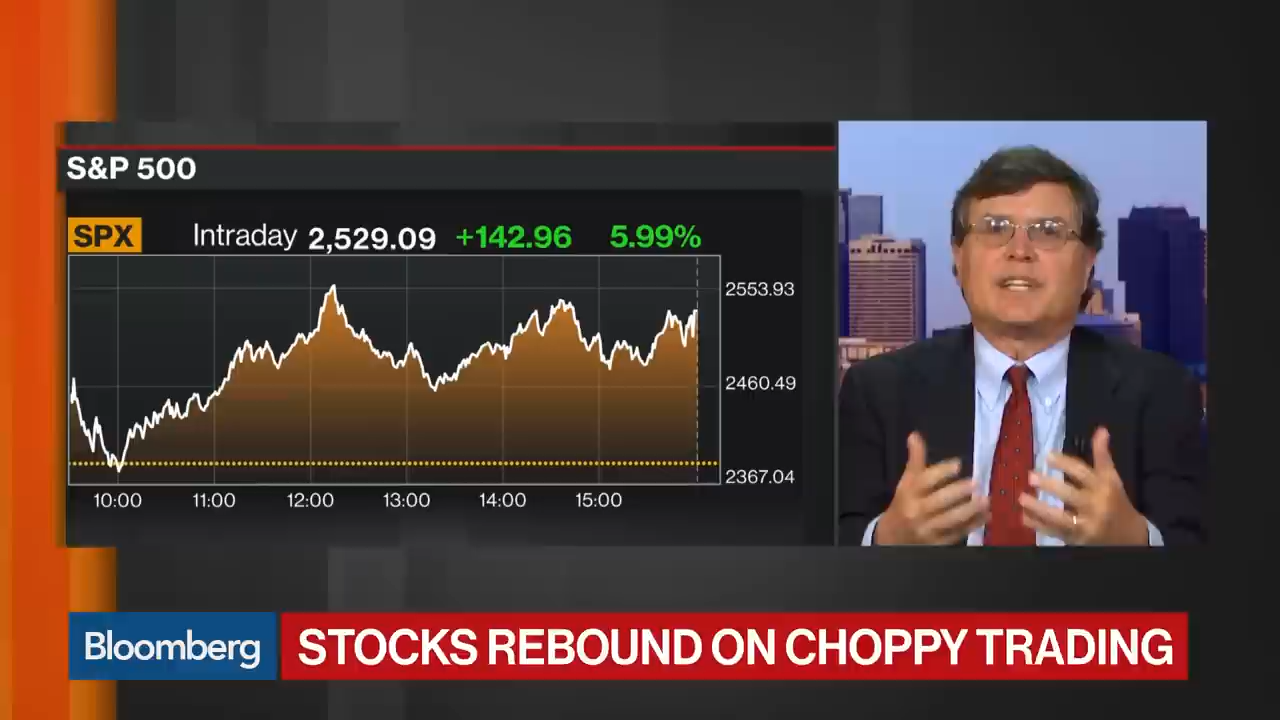 S&P 500
SPX Intraday 2,529.09 +142.96 5.99%
2553.93
2460.49
2367.04
10:00 11:00 12:00 13:00 14:00 15:00
Bloomberg STOCKS REBOUND ON CHOPPY TRADING